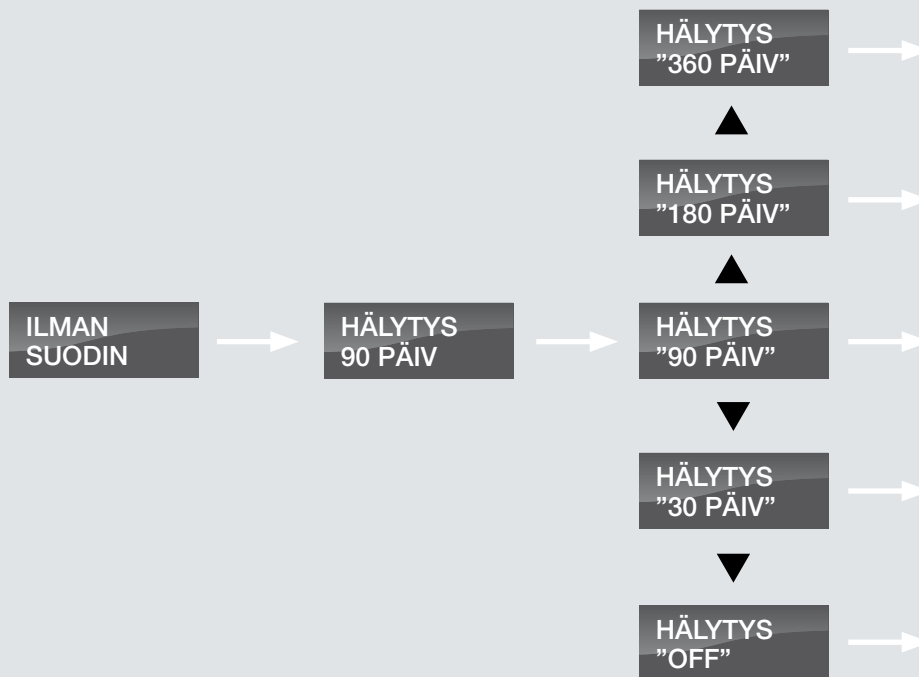 HÄLYTYS
”360 PÄIV”
HÄLYTYS
”180 PÄIV”
ILMAN
SUODIN
HÄLYTYS
90 PÄIV
HÄLYTYS
”90 PÄIV”
HÄLYTYS
”30 PÄIV”
HÄLYTYS
”OFF”